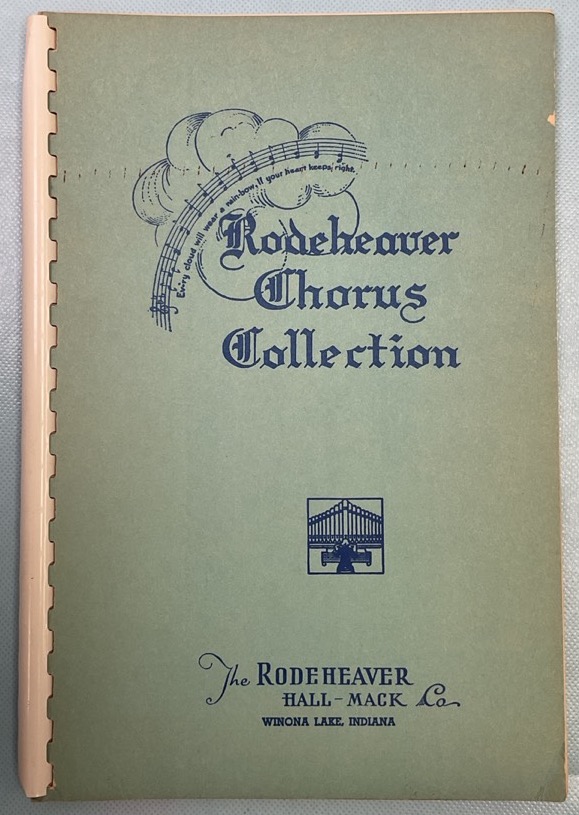 Every cloud will wear a rain-bow, If your heart keeps right.
Rodeheaver
Chorus
Collection
The RODEHEAVER
HALL-MACK Co.
WINONA LAKE, INDIANA